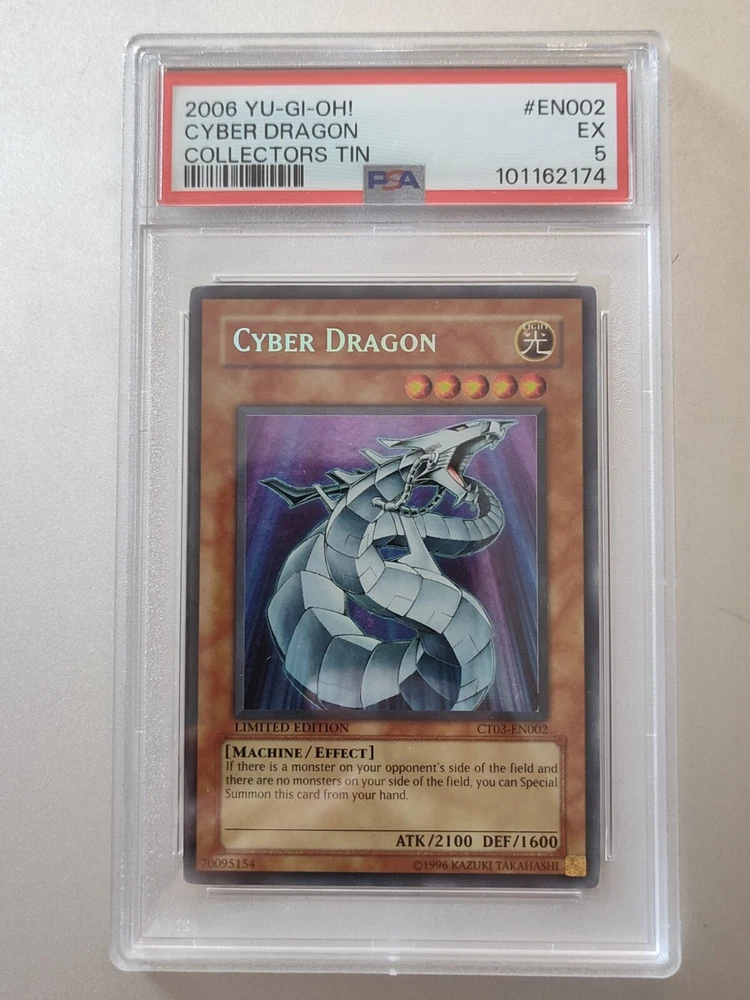 2006 YU-GI-OH! #EN002
CYBER DRAGON EX
COLLECTORS TIN 5
PSA 101162174
CYBER DRAGON
LIGHT
光
LIMITED EDITION CT03-EN002
[MACHINE/EFFECT]
If there is a monster on your opponent's side of the field and
there are no monsters on your side of the field, you can Special
Summon this card from your hand.
ATK/2100 DEF/1600
70095154 ©1996 KAZUKI TAKAHASHI